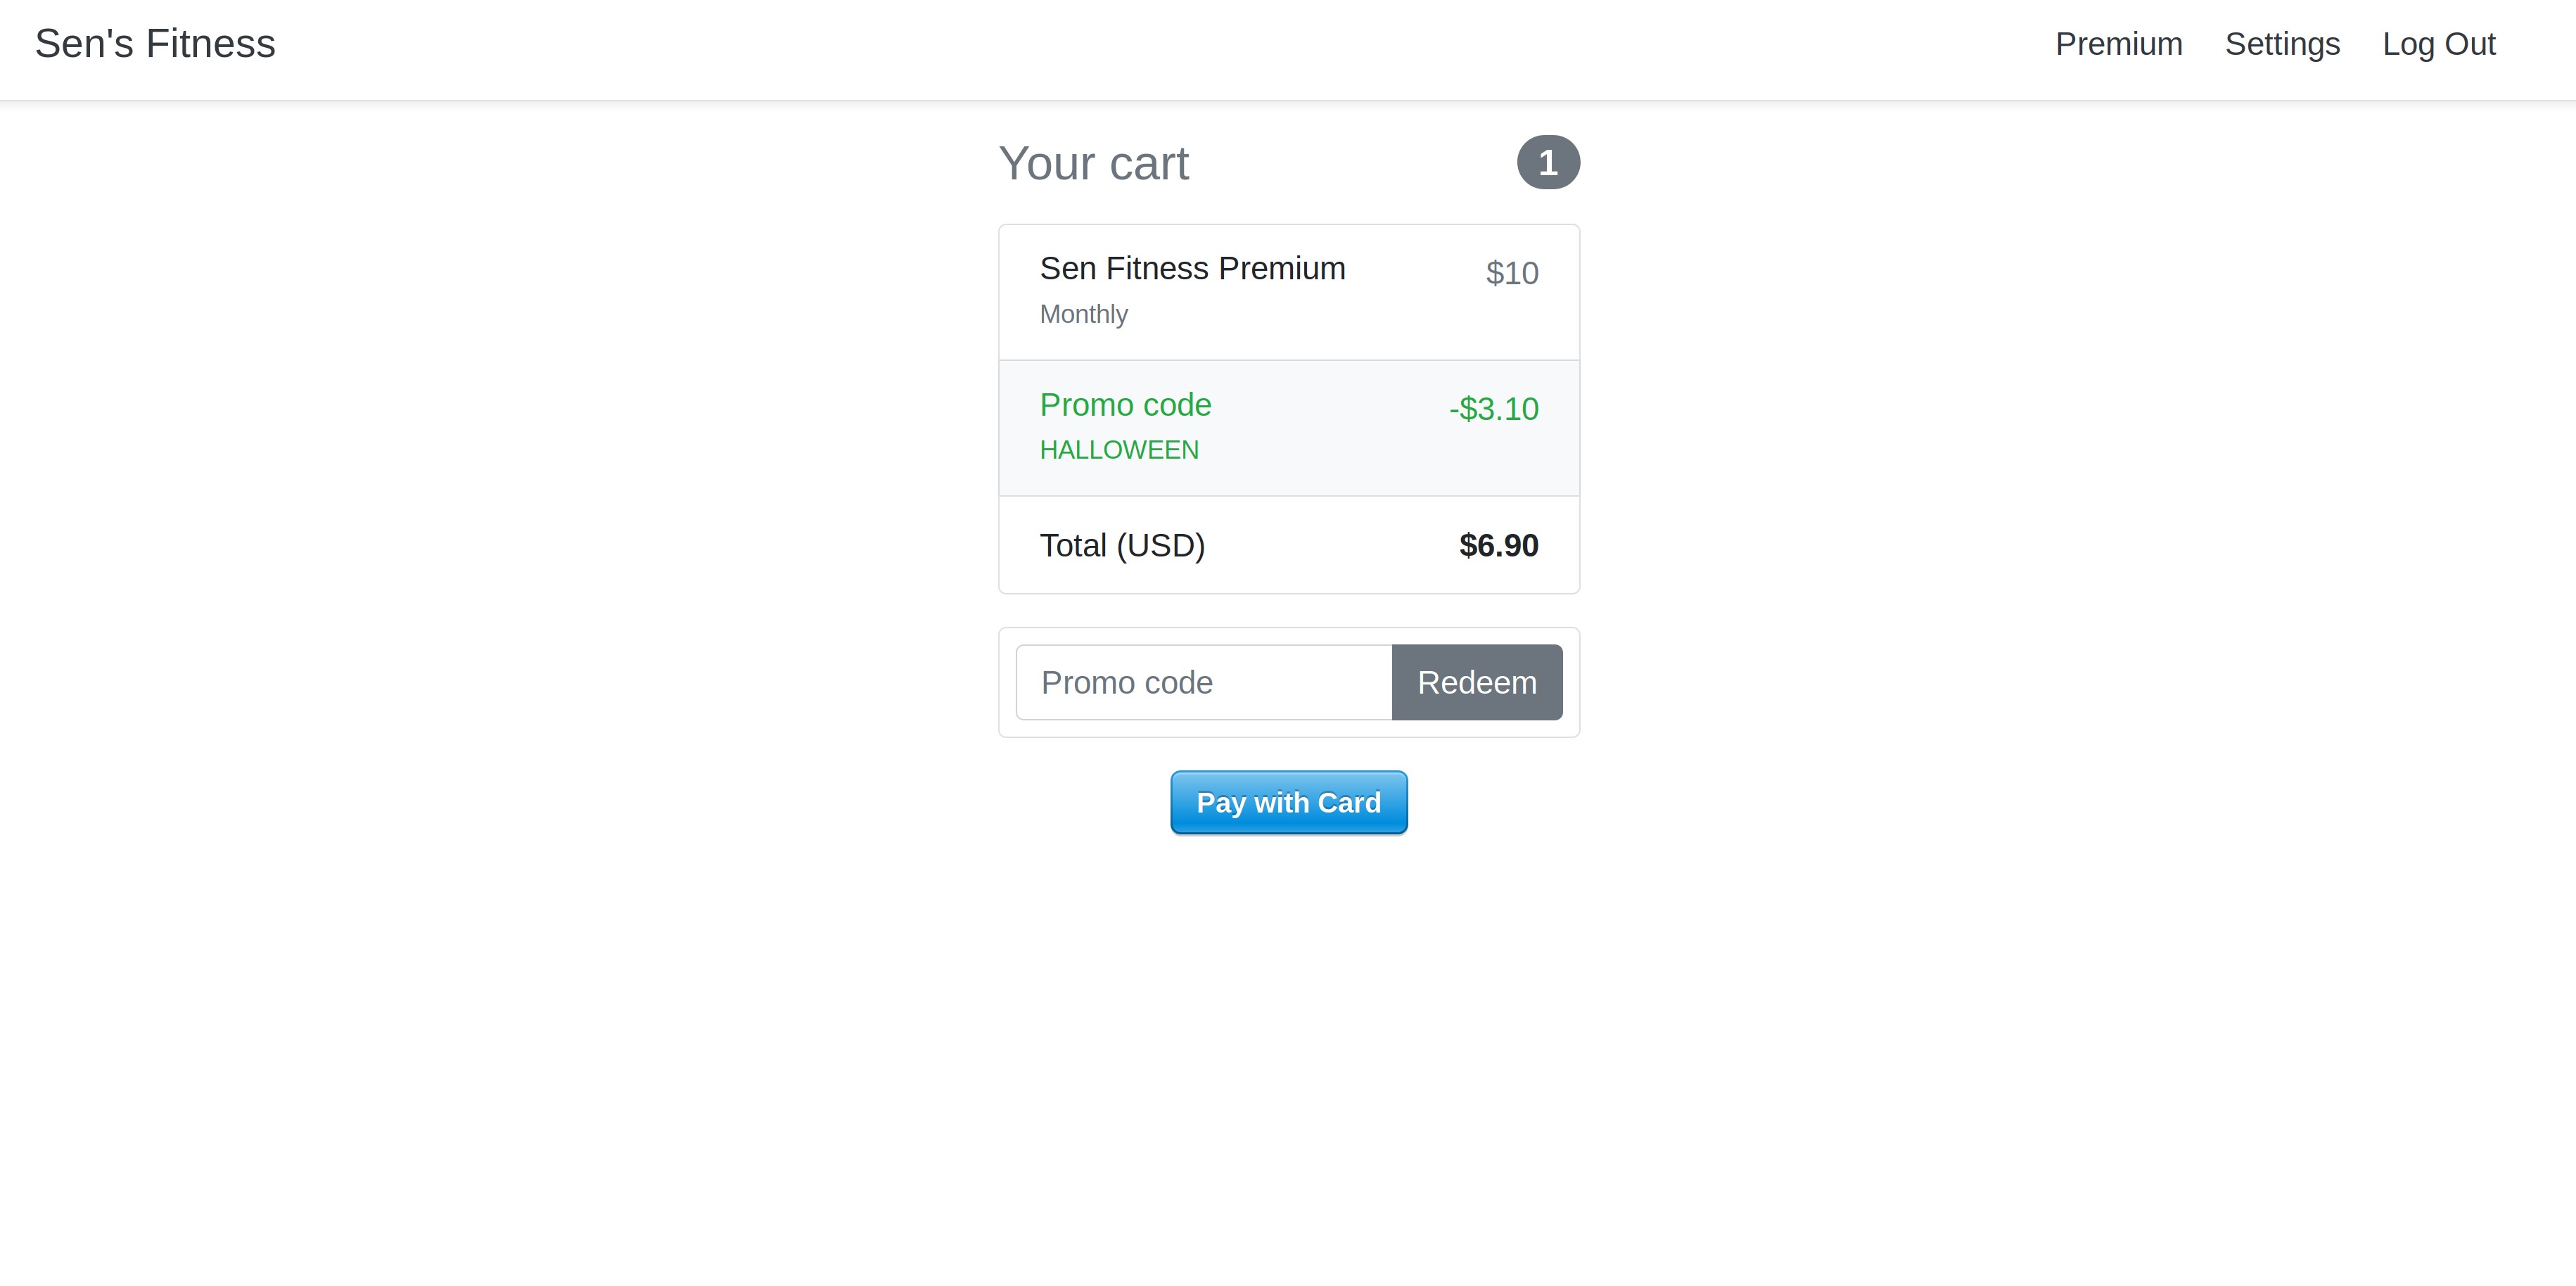 Sen's Fitness
Premium Settings Log Out
Your cart 1
Sen Fitness Premium $10
Monthly
Promo code -$3.10
HALLOWEEN
Total (USD) $6.90
Promo code Redeem
Pay with Card